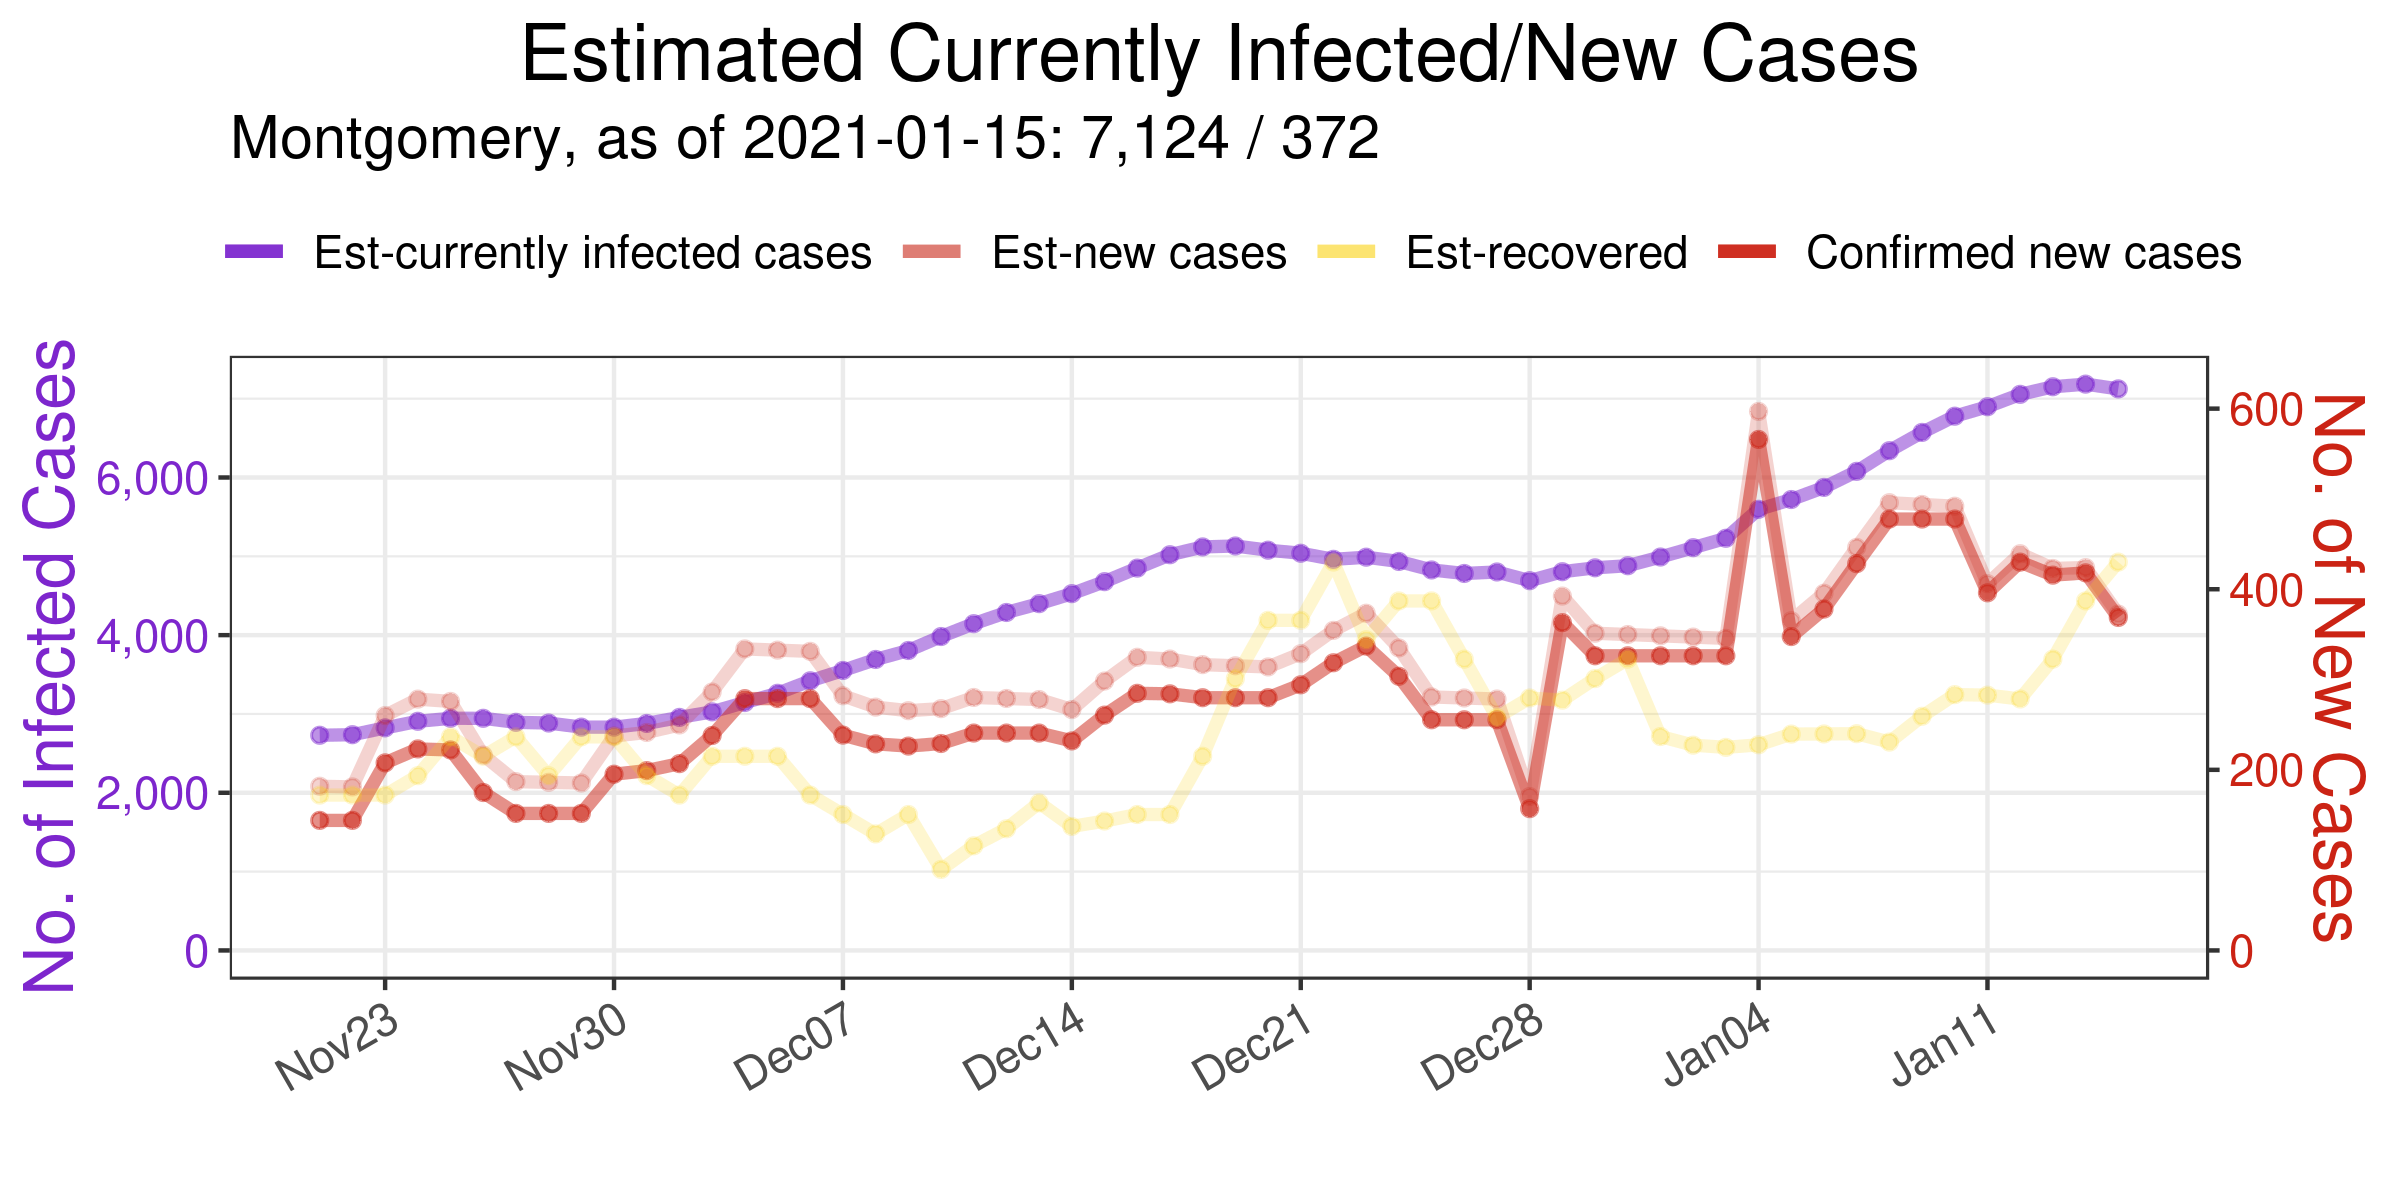 Estimated Currently Infected/New Cases
Montgomery, as of 2021-01-15: 7,124 / 372
Est-currently infected cases Est-new cases Est-recovered Confirmed new cases
No. of Infected Cases
6,000
4,000
2,000
0
600
400
200
0
No. of New Cases
Nov23 Nov30 Dec07 Dec14 Dec21 Dec28 Jan04 Jan11